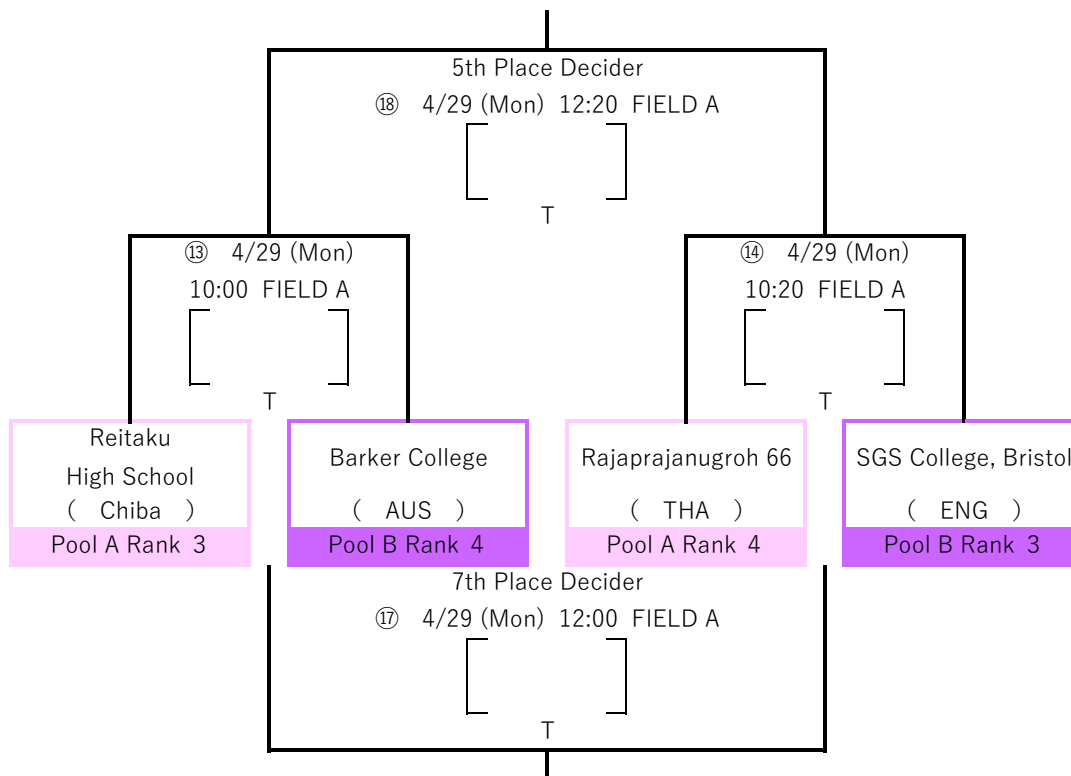 5th Place Decider
⑱ 4/29 (Mon) 12:20 FIELD A
T
⑬ 4/29 (Mon)
10:00 FIELD A
T
⑭ 4/29 (Mon)
10:20 FIELD A
T
Reitaku
High School
( Chiba )
Pool A Rank 3
Barker College
( AUS )
Pool B Rank 4
Rajaprajanugroh 66
( THA )
Pool A Rank 4
SGS College, Bristol
( ENG )
Pool B Rank 3
7th Place Decider
⑰ 4/29 (Mon) 12:00 FIELD A
T